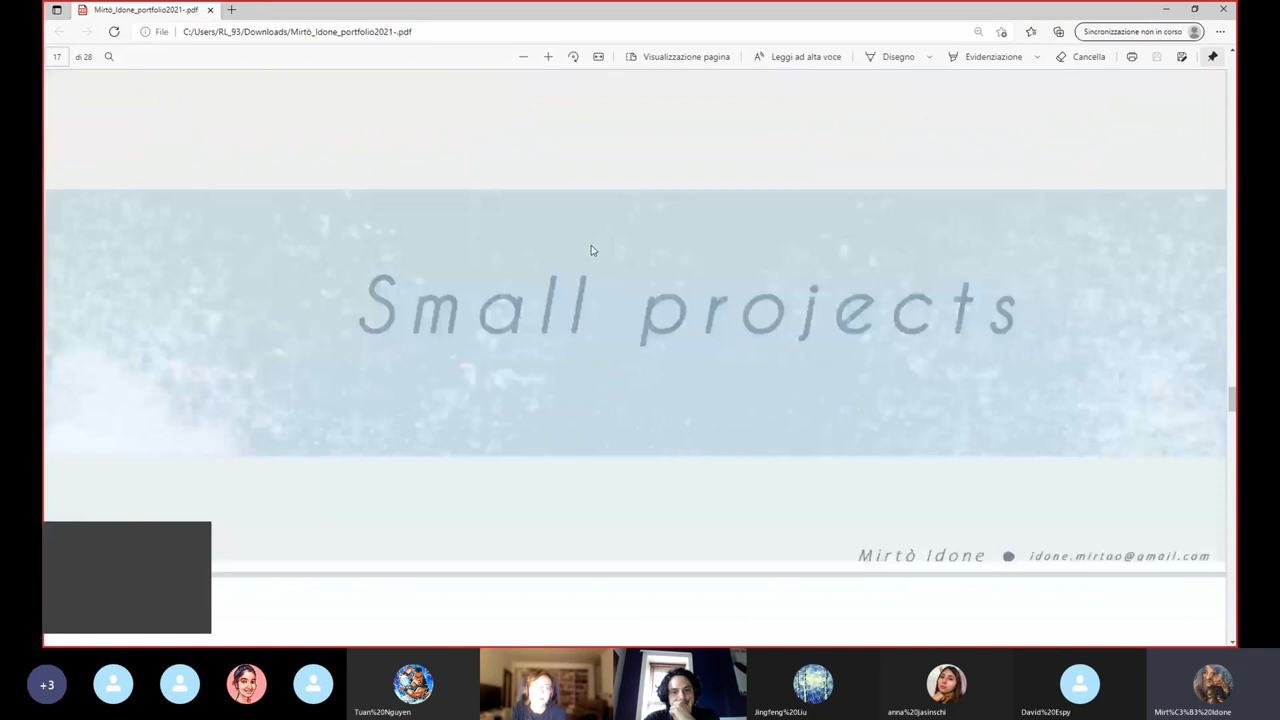 Mirtò_Idone_portfolio2021-.pdf
File C:/Users/RL_93/Downloads/Mirtò_Idone_portfolio2021-.pdf
Sincronizzazione non in corso
17 di 28
Visualizzazione pagina
Leggi ad alta voce
Disegno
Evidenziazione
Cancella
Small projects
Mirtò Idone idone.mirtao@gmail.com
+3
Tuan%20Nguyen
Jingfeng%20Liu
anna%20jasinschi
David%20Espy
Mirt%C3%B3%20Idone